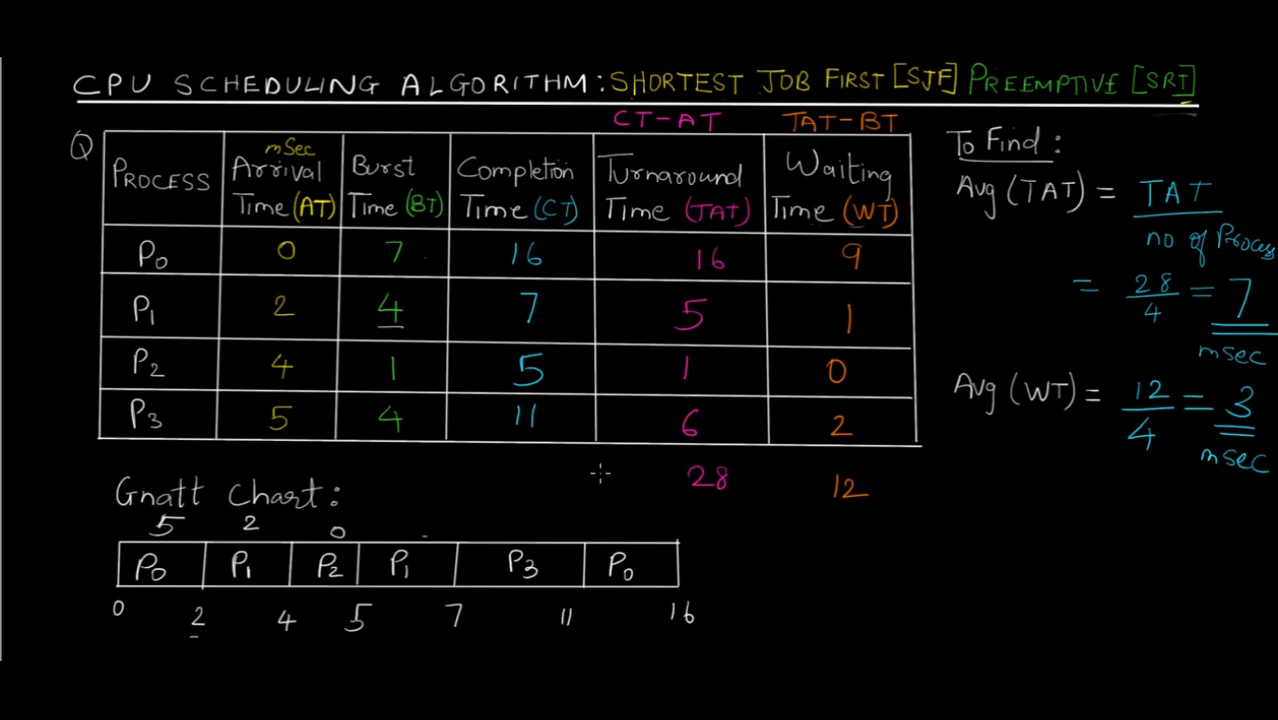 CPU SCHEDULING ALGORITHM: SHORTEST JOB FIRST [SJF] PREEMPTIVE [SRT]
CT-AT TAT-BT
Q
PROCESS mSec Arrival Time (AT) Burst Time (BT) Completion Time (CT) Turnaround Time (TAT) Waiting Time (WT)
P0 0 7 16 16 9
P1 2 4 7 5 1
P2 4 1 5 1 0
P3 5 4 11 6 2
28 12
To Find:
Avg (TAT) = TAT / no of Process
= 28/4 = 7
msec
Avg (WT) = 12/4 = 3
msec
Gnatt Chart:
5 2 0
P0 P1 P2 P1 P3 P0
0 2 4 5 7 11 16